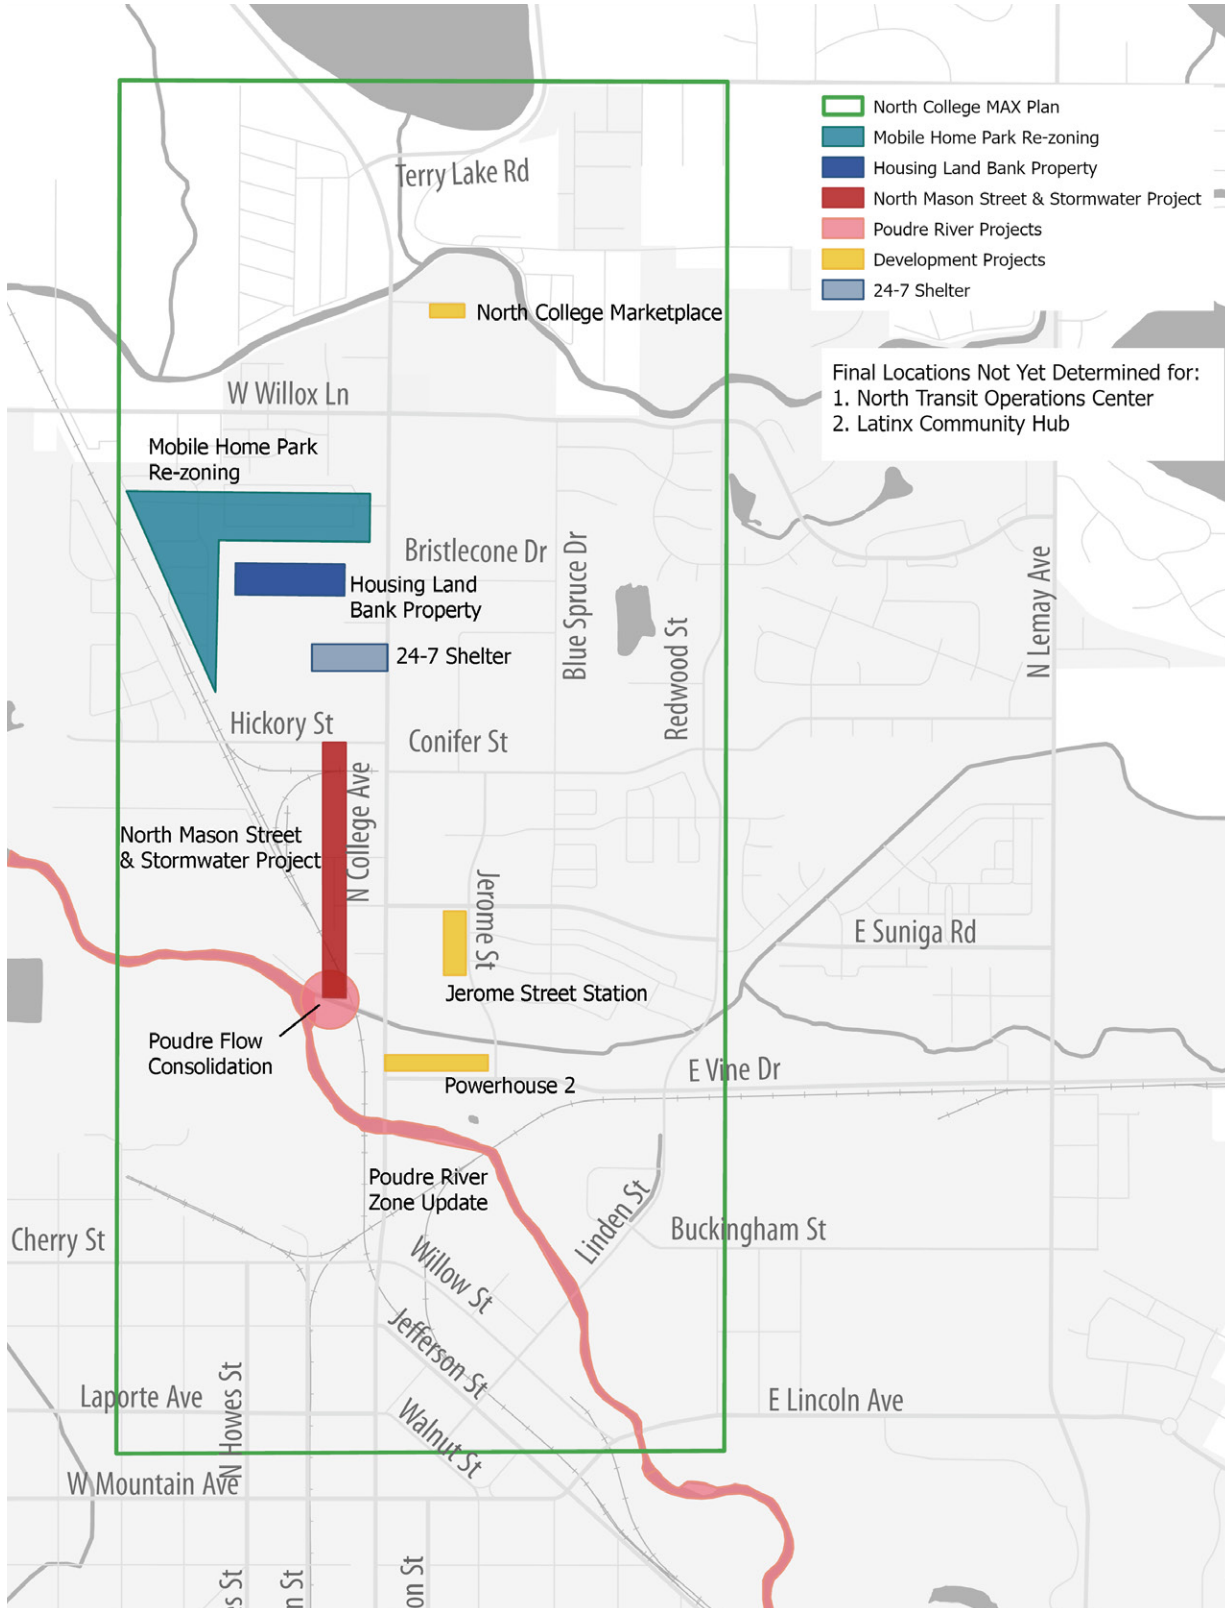 North College MAX Plan
Mobile Home Park Re-zoning
Housing Land Bank Property
North Mason Street & Stormwater Project
Poudre River Projects
Development Projects
24-7 Shelter
Final Locations Not Yet Determined for:
1. North Transit Operations Center
2. Latinx Community Hub
Terry Lake Rd
North College Marketplace
W Willox Ln
Mobile Home Park
Re-zoning
Bristlecone Dr
Blue Spruce Dr
Housing Land
Bank Property
N Lemay Ave
Redwood St
24-7 Shelter
Hickory St
Conifer St
N College Ave
North Mason Street
& Stormwater Project
Jerome St
E Suniga Rd
Jerome Street Station
Poudre Flow
Consolidation
E Vine Dr
Powerhouse 2
Poudre River
Zone Update
Linden St
Buckingham St
Cherry St
Willow St
Jefferson St
N Howes St
Laporte Ave
E Lincoln Ave
Walnut St
W Mountain Ave
s St
n St
on St